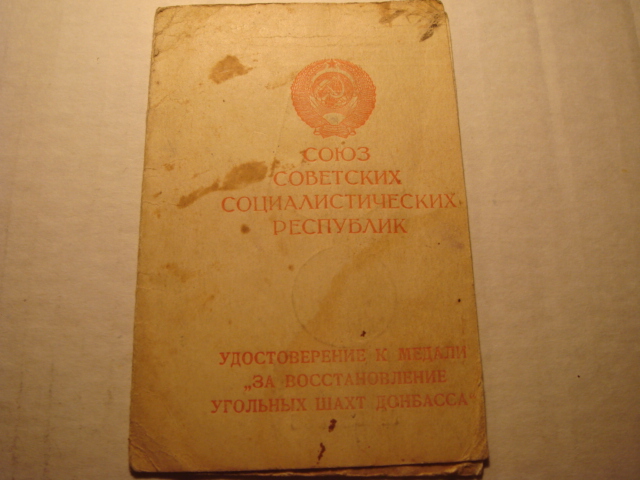 СОЮЗ
СОВЕТСКИХ
СОЦИАЛИСТИЧЕСКИХ
РЕСПУБЛИК
УДОСТОВЕРЕНИЕ К МЕДАЛИ
„ЗА ВОССТАНОВЛЕНИЕ
УГОЛЬНЫХ ШАХТ ДОНБАССА“